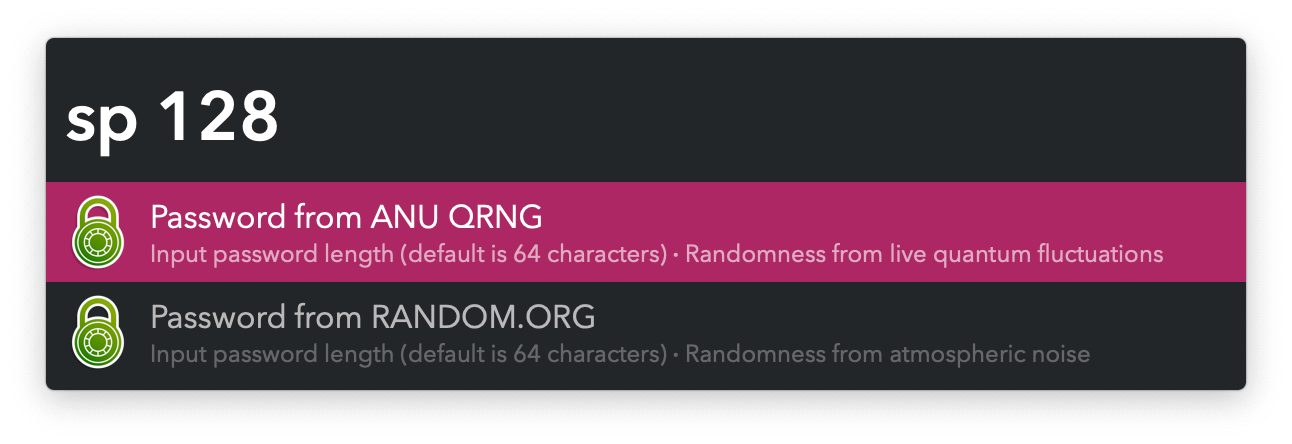 sp 128
Password from ANU QRNG
Input password length (default is 64 characters) · Randomness from live quantum fluctuations
Password from RANDOM.ORG
Input password length (default is 64 characters) · Randomness from atmospheric noise